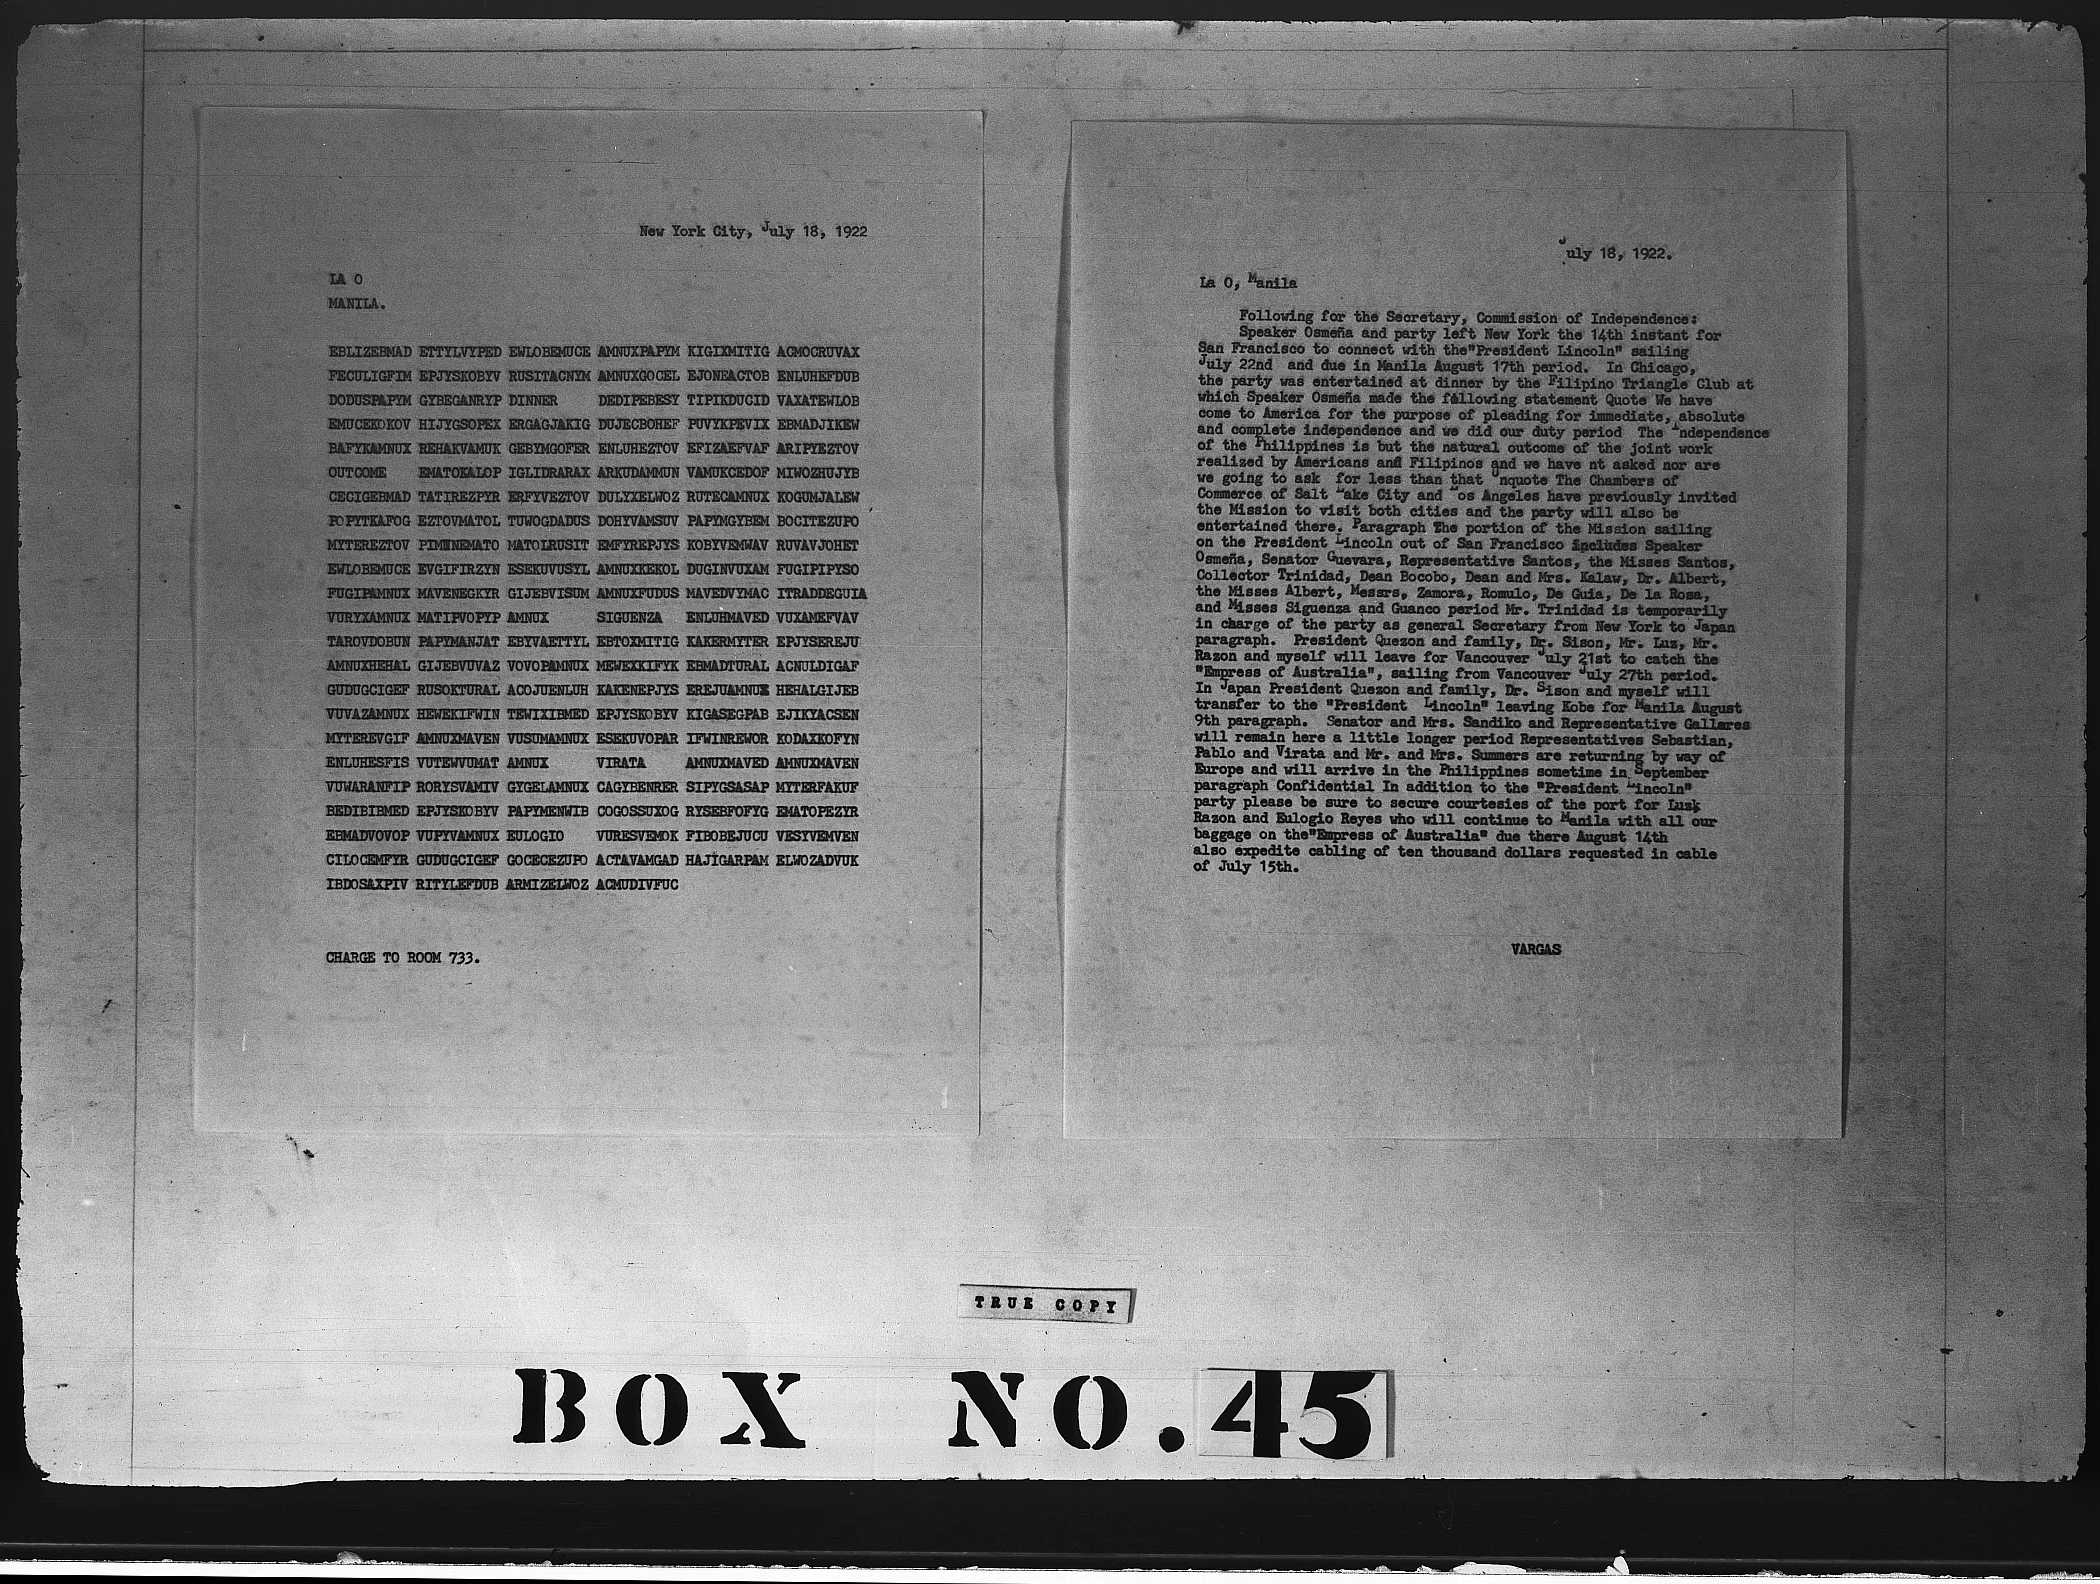 New York City, July 18, 1922
LA O
MANILA.
EBLIZEBMAD ETTYLVYPED EWLOBEMUCE AMNUXPAPYM KIGIXMITIG ACMOCRUVAX
FECULIGFIM EPJYSKOBYV RUSITACNYM AMNUXGOCEL EJONEACTOB ENLUHEFDUB
DODUSPAPYM GYBEGANRYP DINNER DEDIPEBESY TIPIKDUCID VAXATEWLOB
EMUCEKOKOV HIJYGSOPEX ERGAGJAKIG DUJECBOHEF PUVYKPEVIX EBMADJIKEW
BAFYKAMNUX REHAKVAMUK GEBYMGOFER ENLUHEZTOV EFIZAEFVAF ARIPYEZTOV
OUTCOME EMATOKALOP IGLIDRARAX ARKUDAMMUN VAMUKCEDOF MIWOZHUJYB
CECIGEBMAD TATIREZPYR ERFYVEZTOV DULYXELWOZ RUTECAMNUX KOGUMJALEW
POPYTKAFOG EZTOVMATOL TUWOGDADUS DOHYVAMSUV PAPYMGYBEM BOCITEZUPO
MYTEREZTOV PIMUNEMATO MATOLRUSIT EMFYREPJYS KOBYVEMWAV RUVAVJOHET
EWLOBEMUCE EVGIFIRZYN ESEKUVUSYL AMNUXKEKOL DUGINVUXAM FUGIPIPYSO
FUGIPAMNUX MAVENEGKYR GIJEBVISUM AMNUXFUDUS MAVEDVYMAC ITRADDEGUIA
VURYXAMNUX MATIPVOPYP AMNUX SIGUENZA ENLUHMAVED VUXAMEFVAV
TAROVDOBUN PAPYMANJAT EBYVAETTYL EBTOXMITIG KAKERMYTER EPJYSEREJU
AMNUXHEHAL GIJEBVUVAZ VOVOPAMNUX MEWEXKIFYK EBMADTURAL ACNULDIGAF
GUDUGCIGEF RUSOKTURAL ACOJUENLUH KAKENEPJYS EREJUAMNUX HEHALGIJEB
VUVAZAMNUX HEWEKIFWIN TEWIXIBMED EPJYSKOBYV KIGASEGPAB EJIKYACSEN
MYTEREVGIF AMNUXMAVEN VUSUMAMNUX ESEKUVOPAR IFWINREWOR KODAXKOFYN
ENLUHESFIS VUTEWVUMAT AMNUX VIRATA AMNUXMAVED AMNUXMAVEN
VUWARANFIP RORYSVAMIV GYGELAMNUX CAGYBENRER SIPYGSASAP MYTERFAKUF
BEDIBIBMED EPJYSKOBYV PAPYMENWIB COGOSSUXOG RYSEBFOFYG EMATOPEZYR
EBMADVOVOP VUPYVAMNUX EULOGIO VURESVEMOK FIBOBEJUCU VESYVEMVEN
CILOCEMFYR GUDUGCIGEF GOCECEZUPO ACTAVAMGAD HAJIGARPAM ELWOZADVUK
IBDOSAXPIV RITYLEFDUB ARMIZELWOZ ACMUDIVFUC
CHARGE TO ROOM 733.
July 18, 1922.
La O, Manila
Following for the Secretary, Commission of Independence:
Speaker Osmeña and party left New York the 14th instant for
San Francisco to connect with the"President Lincoln" sailing
July 22nd and due in Manila August 17th period. In Chicago,
the party was entertained at dinner by the Filipino Triangle Club at
which Speaker Osmeña made the following statement Quote We have
come to America for the purpose of pleading for immediate, absolute
and complete independence and we did our duty period The Independence
of the Philippines is but the natural outcome of the joint work
realized by Americans and Filipinos and we have nt asked nor are
we going to ask for less than that Unquote The Chambers of
Commerce of Salt Lake City and Los Angeles have previously invited
the Mission to visit both cities and the party will also be
entertained there. Paragraph The portion of the Mission sailing
on the President Lincoln out of San Francisco includes Speaker
Osmeña, Senator Guevara, Representative Santos, the Misses Santos,
Collector Trinidad, Dean Bocobo, Dean and Mrs. Kalaw, Dr. Albert,
the Misses Albert, Messrs, Zamora, Romulo, De Guia, De la Rosa,
and Misses Siguenza and Guanco period Mr. Trinidad is temporarily
in charge of the party as general Secretary from New York to Japan
paragraph. President Quezon and family, Dr. Sison, Mr. Luz, Mr.
Razon and myself will leave for Vancouver July 21st to catch the
"Empress of Australia", sailing from Vancouver July 27th period.
In Japan President Quezon and family, Dr. Sison and myself will
transfer to the "President Lincoln" leaving Kobe for Manila August
9th paragraph. Senator and Mrs. Sandiko and Representative Gallares
will remain here a little longer period Representatives Sebastian,
Pablo and Virata and Mr. and Mrs. Summers are returning by way of
Europe and will arrive in the Philippines sometime in September
paragraph Confidential In addition to the "President Lincoln"
party please be sure to secure courtesies of the port for Lusk
Razon and Eulogio Reyes who will continue to Manila with all our
baggage on the"Empress of Australia" due there August 14th
also expedite cabling of ten thousand dollars requested in cable
of July 15th.
VARGAS
TRUE COPY
BOX NO. 45